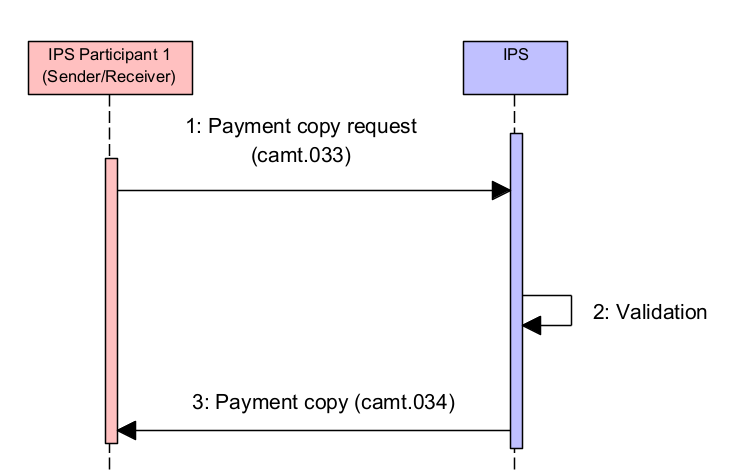 IPS Participant 1
(Sender/Receiver)
IPS
1: Payment copy request
(camt.033)
2: Validation
3: Payment copy (camt.034)